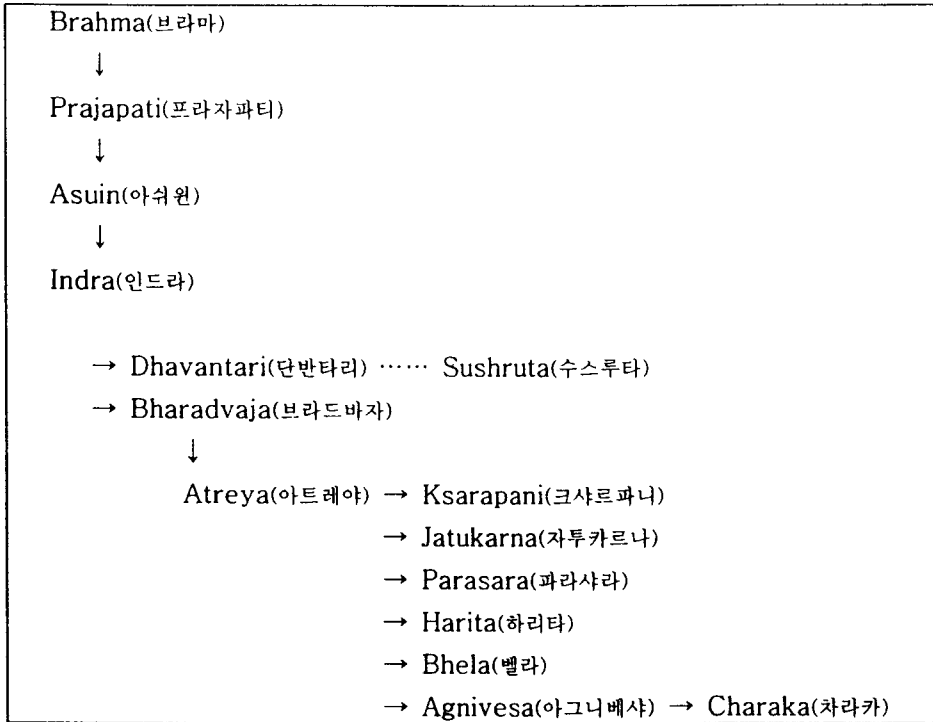 Brahma(브라마)
↓
Prajapati(프라자파티)
↓
Asuin(아쉬윈)
↓
Indra(인드라)
→ Dhavantari(단반타리) …… Sushruta(수스루타)
→ Bharadvaja(브라드바자)
↓
Atreya(아트레야) → Ksarapani(크샤르파니)
→ Jatukarna(자투카르나)
→ Parasara(파라샤라)
→ Harita(하리타)
→ Bhela(벨라)
→ Agnivesa(아그니베샤) → Charaka(차라카)